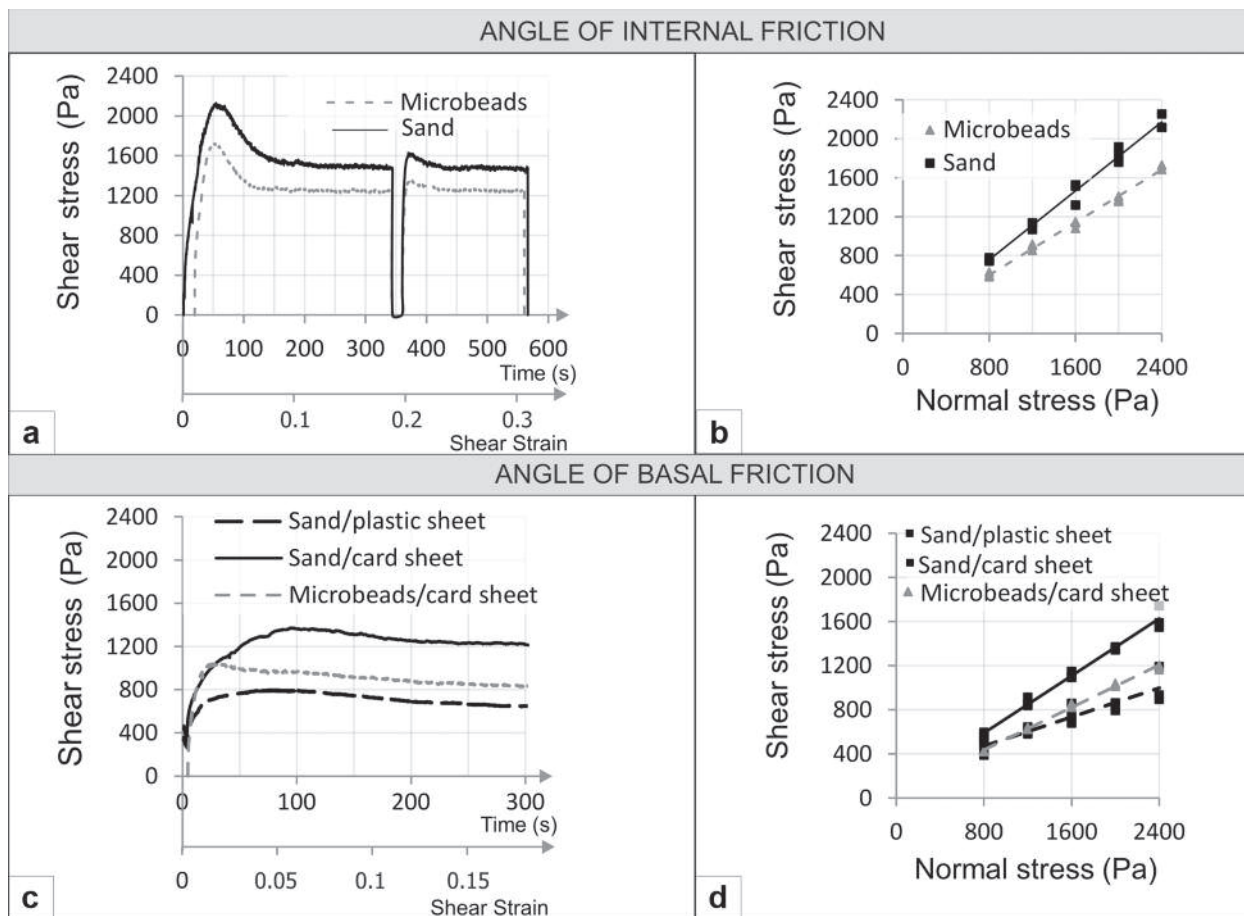 ANGLE OF INTERNAL FRICTION
Shear stress (Pa)
2400
2000
1600
1200
800
400
0
Microbeads
Sand
0 100 200 300 400 500 600
Time (s)
0 0.1 0.2 0.3
Shear Strain
a
Shear stress (Pa)
2400
2000
1600
1200
800
400
0
Microbeads
Sand
0 800 1600 2400
Normal stress (Pa)
b
ANGLE OF BASAL FRICTION
Shear stress (Pa)
2400
2000
1600
1200
800
400
0
Sand/plastic sheet
Sand/card sheet
Microbeads/card sheet
0 100 200 300
Time (s)
0 0.05 0.1 0.15
Shear Strain
c
Shear stress (Pa)
2400
2000
1600
1200
800
400
0
Sand/plastic sheet
Sand/card sheet
Microbeads/card sheet
0 800 1600 2400
Normal stress (Pa)
d